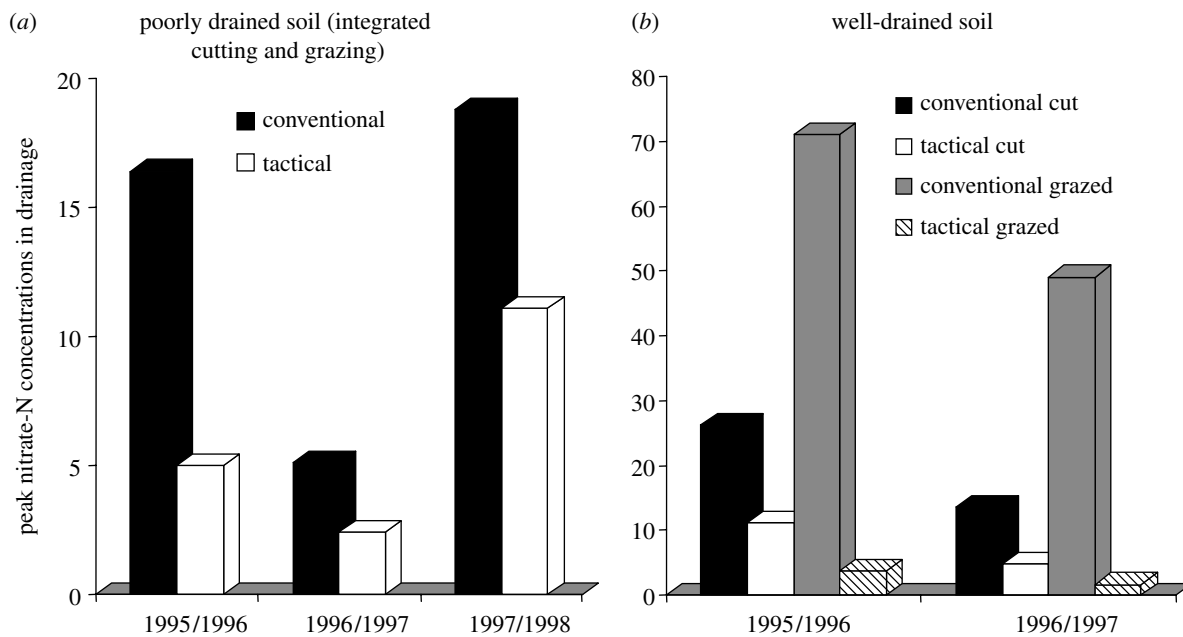 (a) poorly drained soil (integrated
cutting and grazing)
peak nitrate-N concentrations in drainage
20
15
10
5
0
conventional
tactical
1995/1996 1996/1997 1997/1998
(b) well-drained soil
80
70
60
50
40
30
20
10
0
conventional cut
tactical cut
conventional grazed
tactical grazed
1995/1996 1996/1997